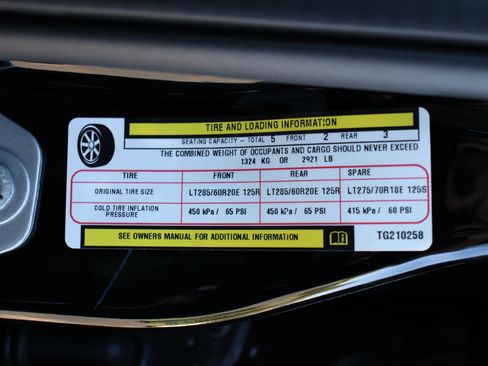 TIRE AND LOADING INFORMATION
SEATING CAPACITY - TOTAL 5 FRONT 2 REAR 3
THE COMBINED WEIGHT OF OCCUPANTS AND CARGO SHOULD NEVER EXCEED
1324 KG OR 2921 LB
TIRE FRONT REAR SPARE
ORIGINAL TIRE SIZE LT285/60R20E 125R LT285/60R20E 125R LT275/70R18E 125S
COLD TIRE INFLATION
PRESSURE 450 kPa / 65 PSI 450 kPa / 65 PSI 415 kPa / 60 PSI
SEE OWNERS MANUAL FOR ADDITIONAL INFORMATION TG210258